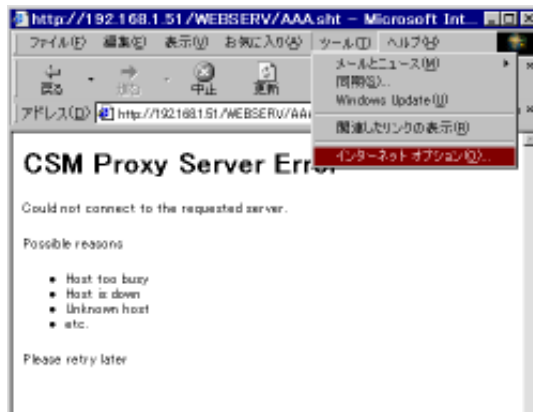 http://192.168.1.51/WEBSERV/AAA.sht - Microsoft Int...
ファイル(F) 編集(E) 表示(V) お気に入り(A) ツール(T) ヘルプ(H)
戻る 進む 中止 更新
メールとニュース(M)
同期(S)...
Windows Update(U)
関連したリンクの表示(R)
インターネット オプション(O)...
アドレス(D) http://192.168.1.51/WEBSERV/AA
CSM Proxy Server Error
Could not connect to the requested server.
Possible reasons
Host too busy
Host is down
Unknown host
etc.
Please retry later